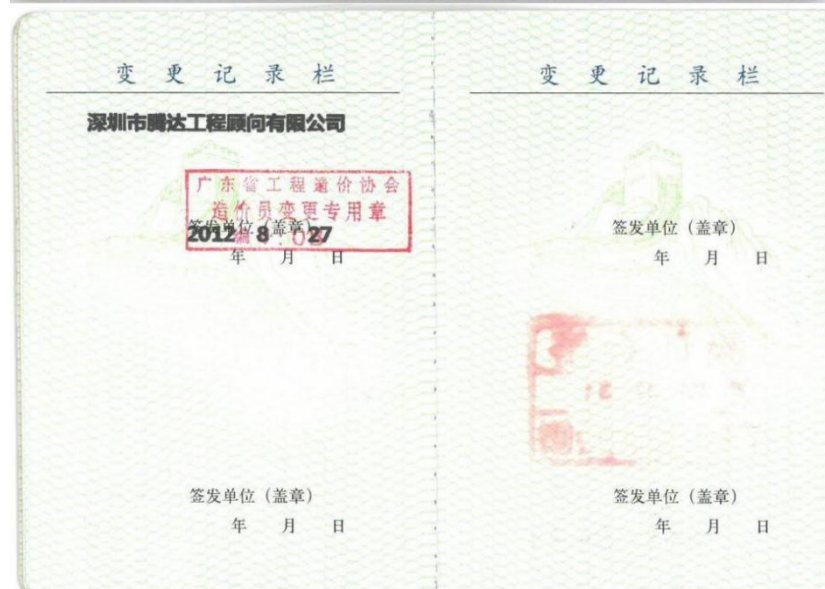 变更记录栏
深圳市腾达工程顾问有限公司
广东省工程造价协会
造价员变更专用章
签发单位(盖章)
2012 8 27
年 月 日
签发单位(盖章)
年 月 日
变更记录栏
签发单位(盖章)
年 月 日
签发单位(盖章)
年 月 日